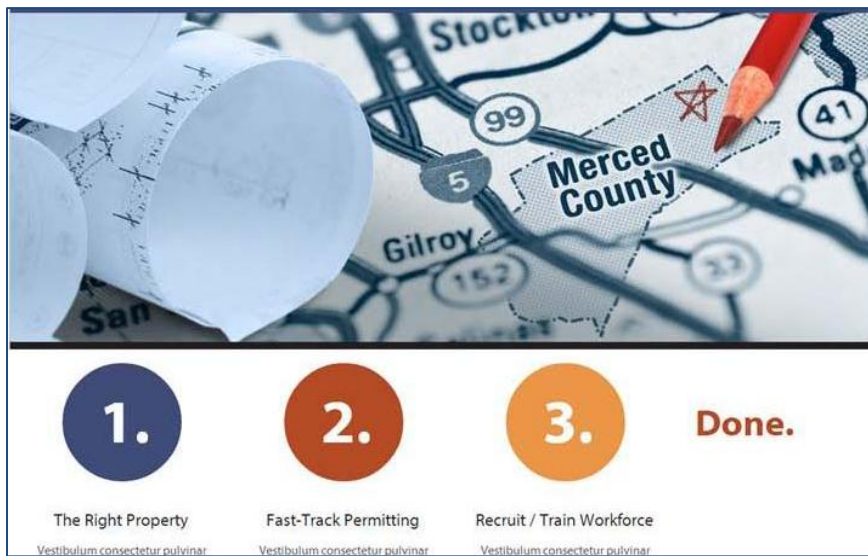 Stockton
99
41
Merced
County
Mad
5
Gilroy
152
33
San
1.
2.
3.
Done.
The Right Property
Fast-Track Permitting
Recruit / Train Workforce
Vestibulum consectetur pulvinar
Vestibulum consectetur pulvinar
Vestibulum consectetur pulvinar